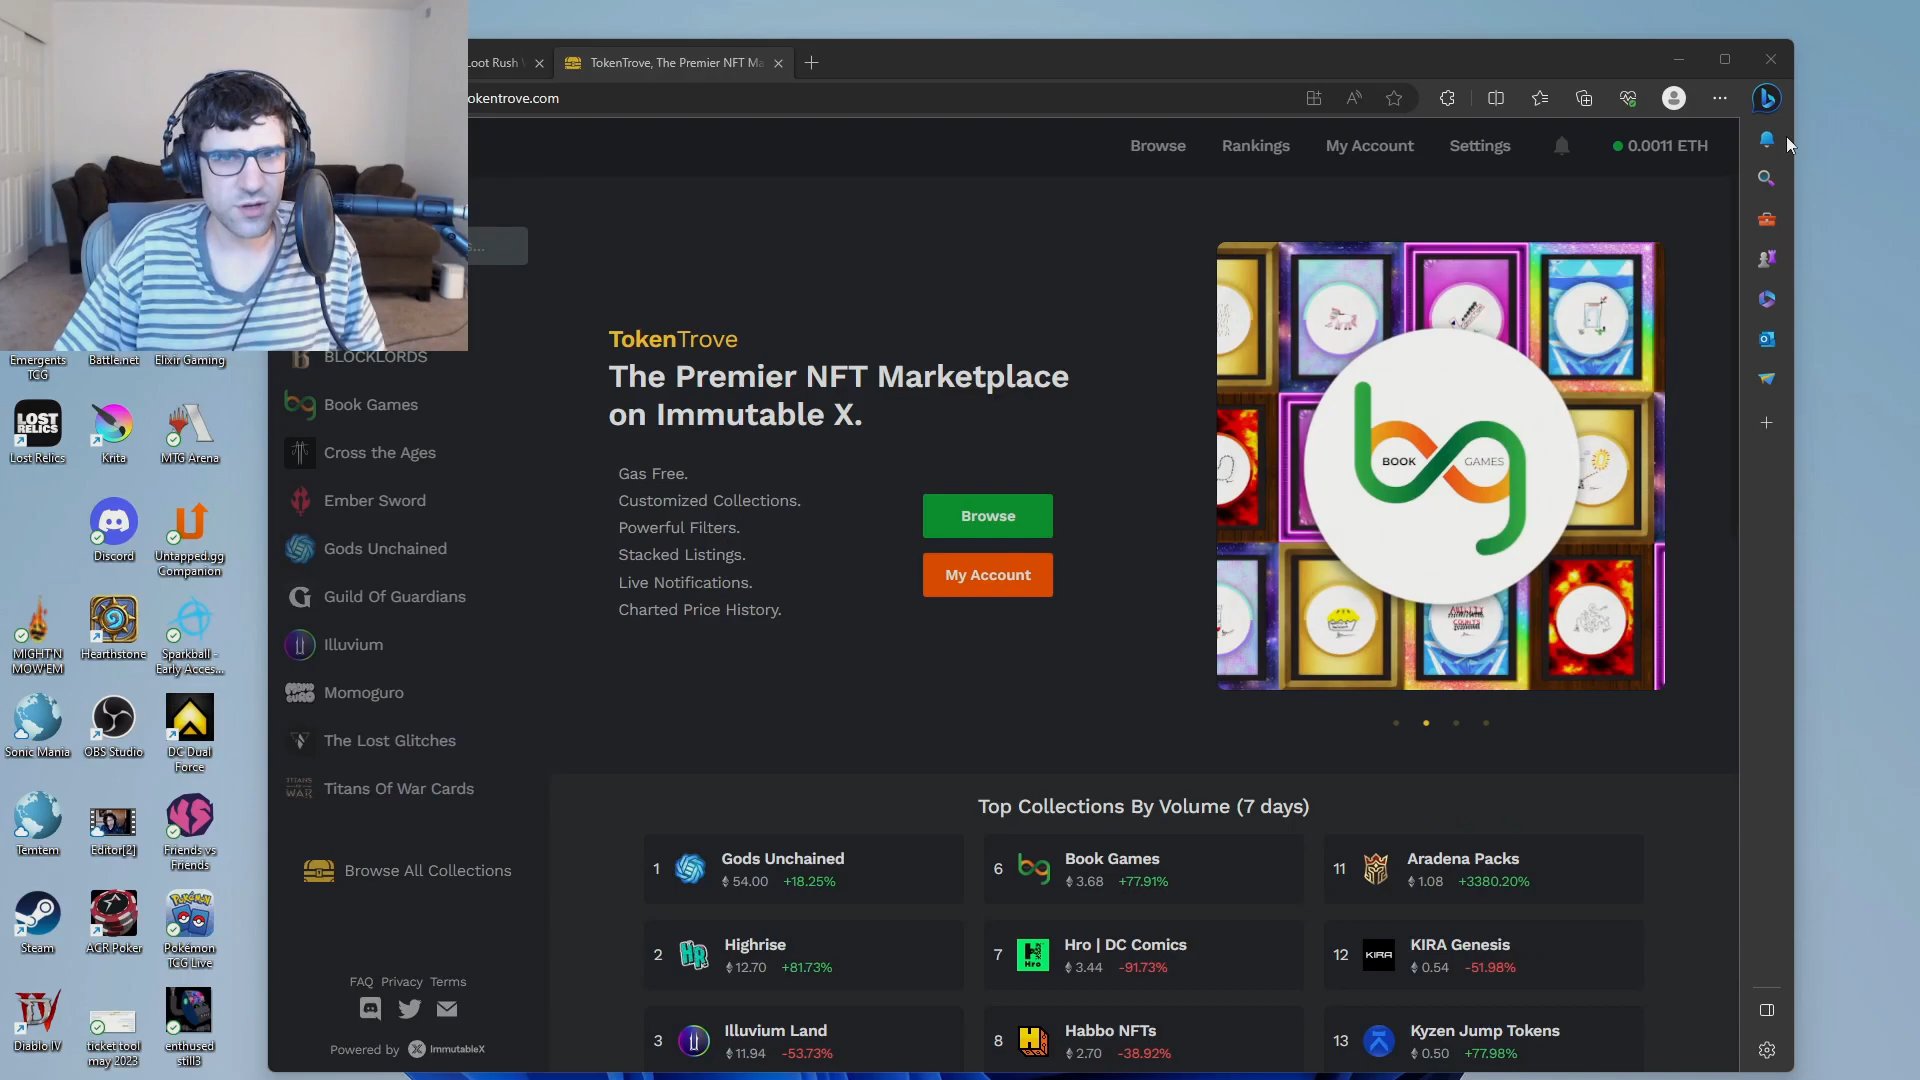 Loot Rush
TokenTrove, The Premier NFT Ma
okentrove.com
Browse
Rankings
My Account
Settings
0.0011 ETH
s...
BLOCKLORDS
Book Games
Cross the Ages
Ember Sword
Gods Unchained
Guild Of Guardians
Illuvium
Momoguro
The Lost Glitches
Titans Of War Cards
Browse All Collections
FAQ Privacy Terms
Powered by ImmutableX
TokenTrove
The Premier NFT Marketplace
on Immutable X.
Gas Free.
Customized Collections.
Powerful Filters.
Stacked Listings.
Live Notifications.
Charted Price History.
Browse
My Account
BOOK GAMES
ABILITY
COUNTS
Top Collections By Volume (7 days)
1 Gods Unchained
54.00 +18.25%
2 Highrise
12.70 +81.73%
3 Illuvium Land
11.94 -53.73%
6 Book Games
3.68 +77.91%
7 Hro | DC Comics
3.44 -91.73%
8 Habbo NFTs
2.70 -38.92%
11 Aradena Packs
1.08 +3380.20%
12 KIRA Genesis
0.54 -51.98%
13 Kyzen Jump Tokens
0.50 +77.98%
Emergents
TCG
Battle.net
Elixir Gaming
LOST
RELICS
Lost Relics
Krita
MTG Arena
Discord
Untapped.gg
Companion
MIGHT'N
MOW'EM
Hearthstone
Sparkball -
Early Acces...
Sonic Mania
OBS Studio
DC Dual
Force
Temtem
Editor[2]
Friends vs
Friends
Steam
ACR Poker
Pokémon
TCG Live
Diablo IV
ticket tool
may 2023
enthused
still3